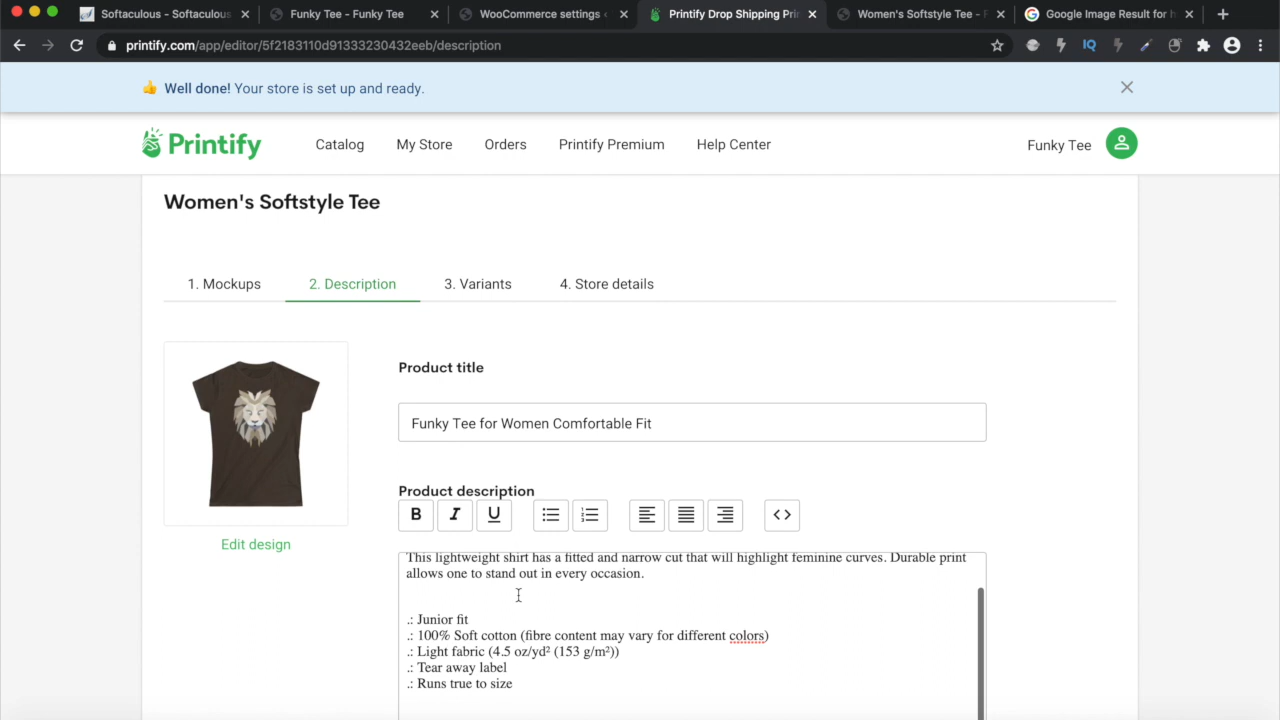 Softaculous - Softaculous
Funky Tee - Funky Tee
WooCommerce settings
Printify Drop Shipping Pri
Women's Softstyle Tee - F
Google Image Result for h
printify.com/app/editor/5f2183110d91333230432eeb/description
IQ
👍 Well done! Your store is set up and ready.
Printify
Catalog
My Store
Orders
Printify Premium
Help Center
Funky Tee
Women's Softstyle Tee
1. Mockups
2. Description
3. Variants
4. Store details
Product title
Funky Tee for Women Comfortable Fit
Edit design
Product description
B I U
This lightweight shirt has a fitted and narrow cut that will highlight feminine curves. Durable print
allows one to stand out in every occasion.
.: Junior fit
.: 100% Soft cotton (fibre content may vary for different colors)
.: Light fabric (4.5 oz/yd² (153 g/m²))
.: Tear away label
.: Runs true to size